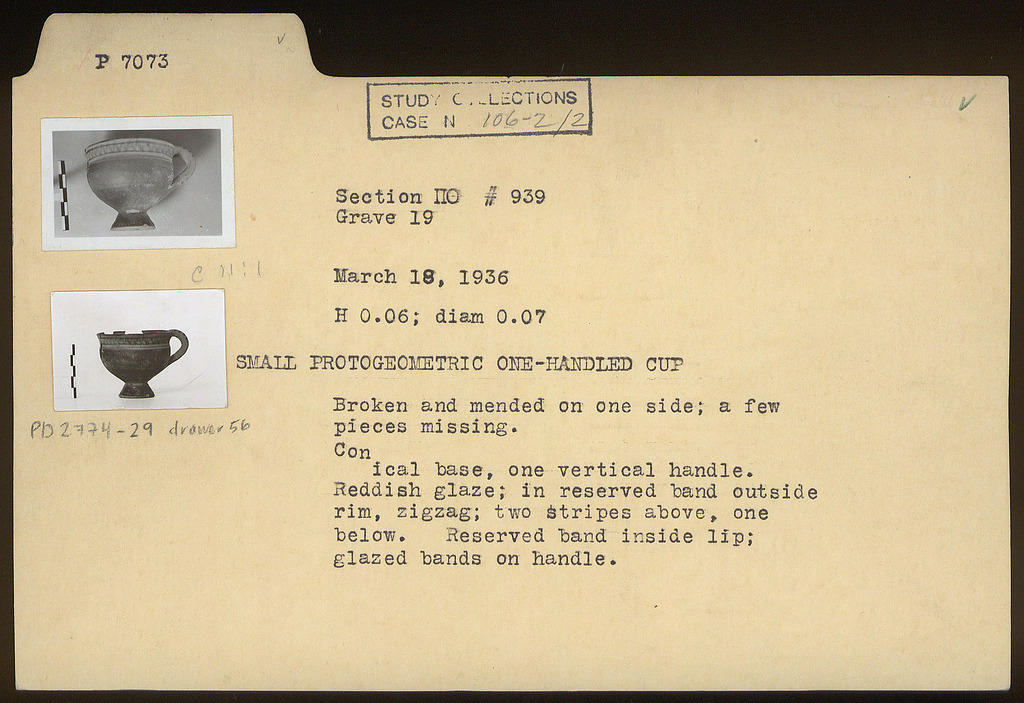 P 7073
STUDY C..LECTIONS
CASE N 106-2/2
Section ΠΟ # 939
Grave 19
March 18, 1936
H 0.06; diam 0.07
SMALL PROTOGEOMETRIC ONE-HANDLED CUP
Broken and mended on one side; a few
pieces missing.
Con
ical base, one vertical handle.
Reddish glaze; in reserved band outside
rim, zigzag; two stripes above, one
below. Reserved band inside lip;
glazed bands on handle.
PD 2774-29 drawer 56